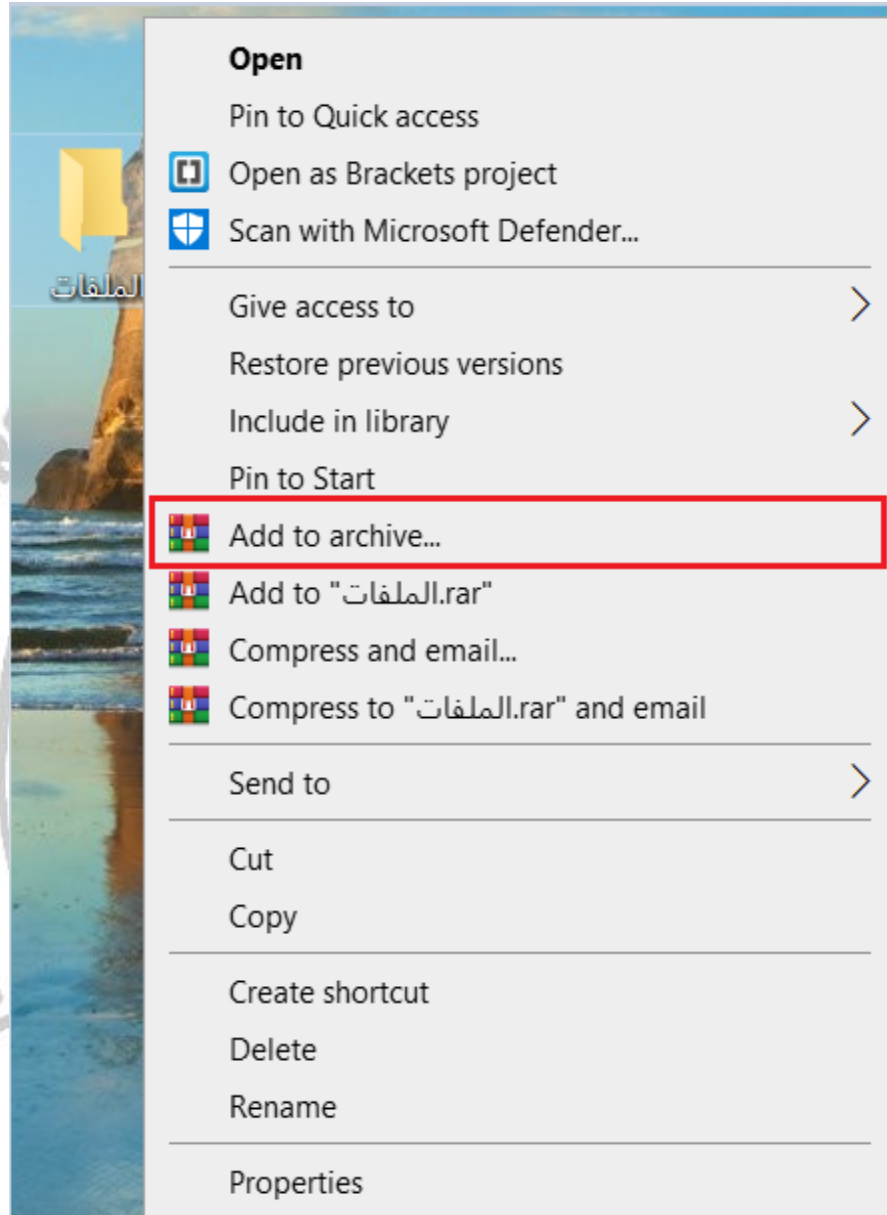 Open
Pin to Quick access
Open as Brackets project
Scan with Microsoft Defender...
الملفات
Give access to
Restore previous versions
Include in library
Pin to Start
Add to archive...
Add to "الملفات.rar"
Compress and email...
Compress to "الملفات.rar" and email
Send to
Cut
Copy
Create shortcut
Delete
Rename
Properties